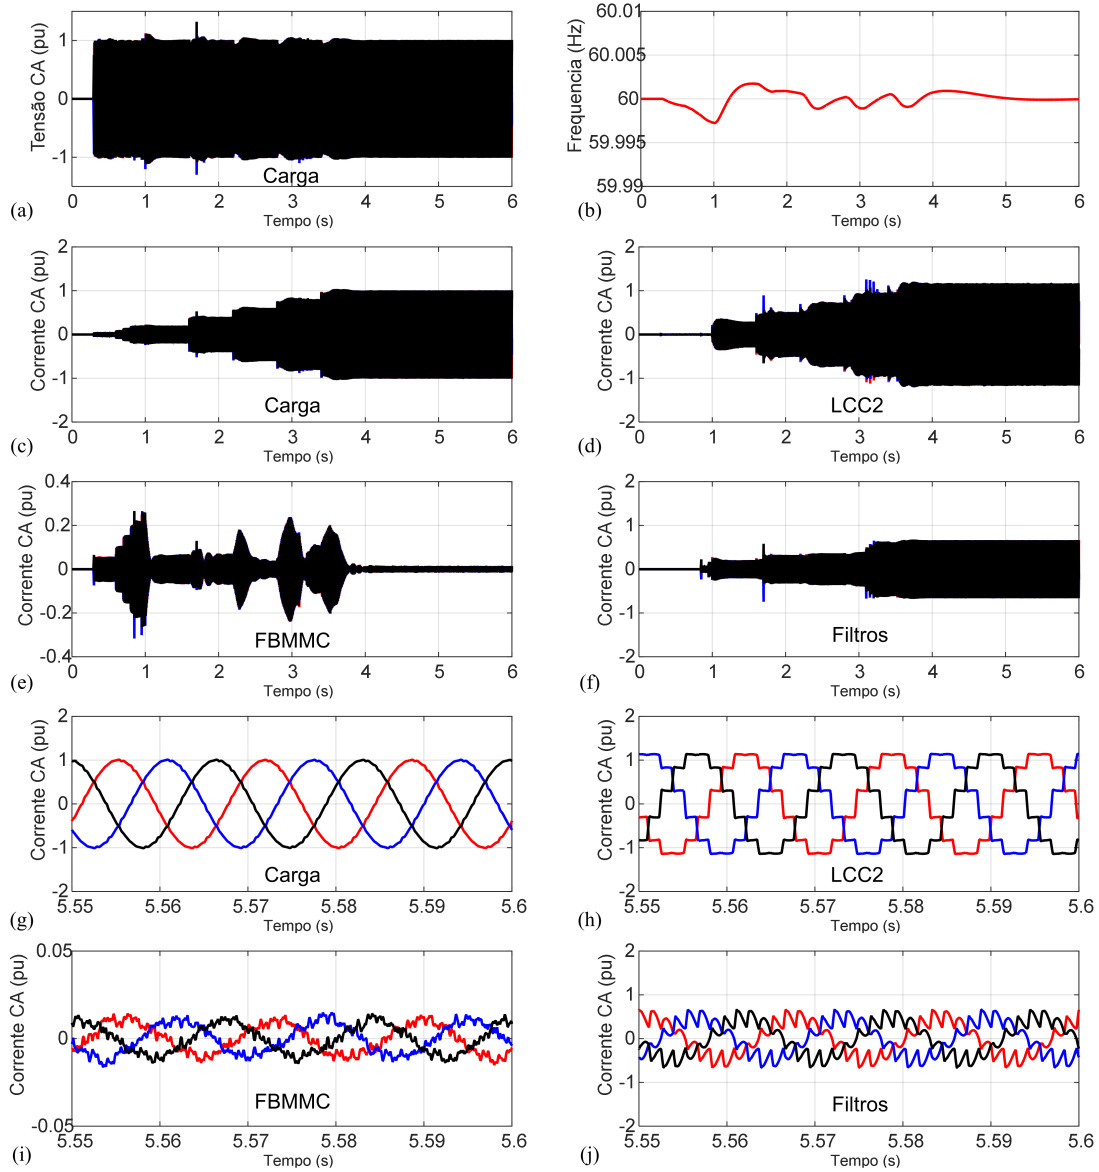 Tensão CA (pu)
1
0
-1
Carga
0 1 2 3 4 5 6
(a)
Tempo (s)
Frequencia (Hz)
60.01
60.005
60
59.995
59.99
0 1 2 3 4 5 6
(b)
Tempo (s)
Corrente CA (pu)
2
1
0
-1
-2
Carga
0 1 2 3 4 5 6
(c)
Tempo (s)
Corrente CA (pu)
2
1
0
-1
-2
LCC2
0 1 2 3 4 5 6
(d)
Tempo (s)
Corrente CA (pu)
0.4
0.2
0
-0.2
-0.4
FBMMC
0 1 2 3 4 5 6
(e)
Tempo (s)
Corrente CA (pu)
2
1
0
-1
-2
Filtros
0 1 2 3 4 5 6
(f)
Tempo (s)
Corrente CA (pu)
2
1
0
-1
-2
Carga
5.55 5.56 5.57 5.58 5.59 5.6
(g)
Tempo (s)
Corrente CA (pu)
2
1
0
-1
-2
LCC2
5.55 5.56 5.57 5.58 5.59 5.6
(h)
Tempo (s)
Corrente CA (pu)
0.05
0
-0.05
FBMMC
5.55 5.56 5.57 5.58 5.59 5.6
(i)
Tempo (s)
Corrente CA (pu)
2
1
0
-1
-2
Filtros
5.55 5.56 5.57 5.58 5.59 5.6
(j)
Tempo (s)